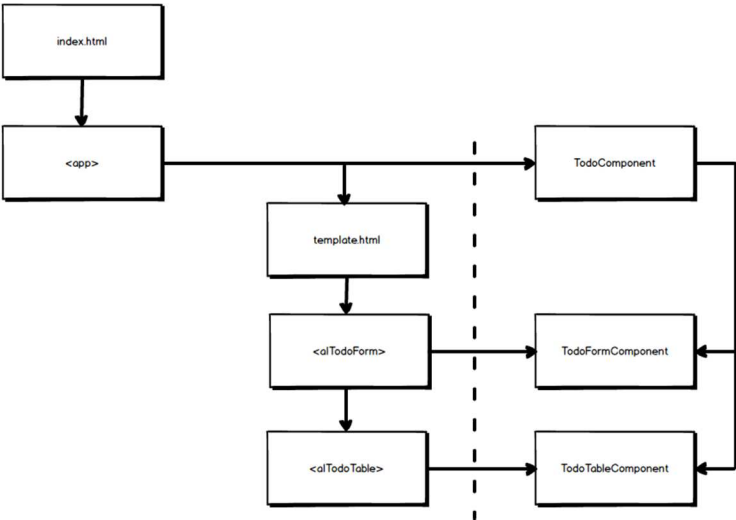 index.html
<app>
TodoComponent
template.html
<alTodoForm>
TodoFormComponent
<alTodoTable>
TodoTableComponent